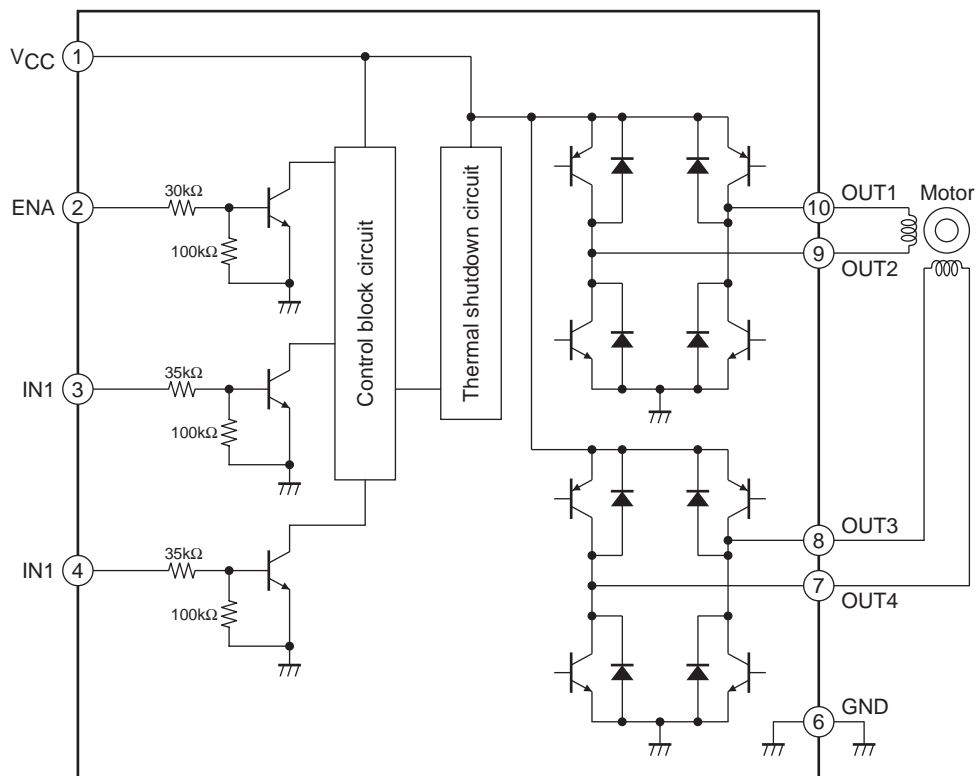 VCC 1
ENA 2
30kΩ
100kΩ
IN1 3
35kΩ
100kΩ
IN1 4
35kΩ
100kΩ
Control block circuit
Thermal shutdown circuit
10 OUT1
Motor
9 OUT2
8 OUT3
7 OUT4
6 GND